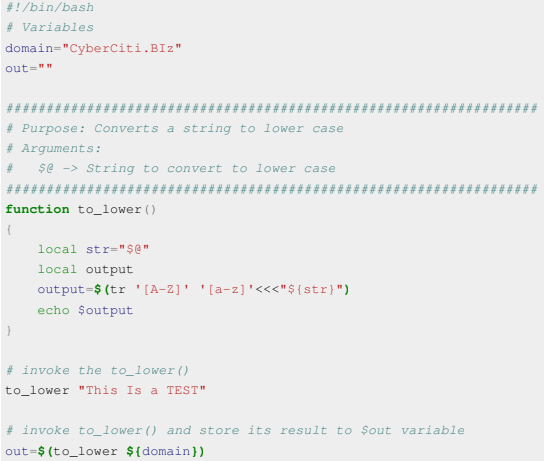 #!/bin/bash
# Variables
domain="CyberCiti.BIz"
out=""
##################################################################
# Purpose: Converts a string to lower case
# Arguments:
#   $@ -> String to convert to lower case
##################################################################
function to_lower()
{
    local str="$@"
    local output
    output=$(tr '[A-Z]' '[a-z]'<<<"${str}")
    echo $output
}
# invoke the to_lower()
to_lower "This Is a TEST"
# invoke to_lower() and store its result to $out variable
out=$(to_lower ${domain})